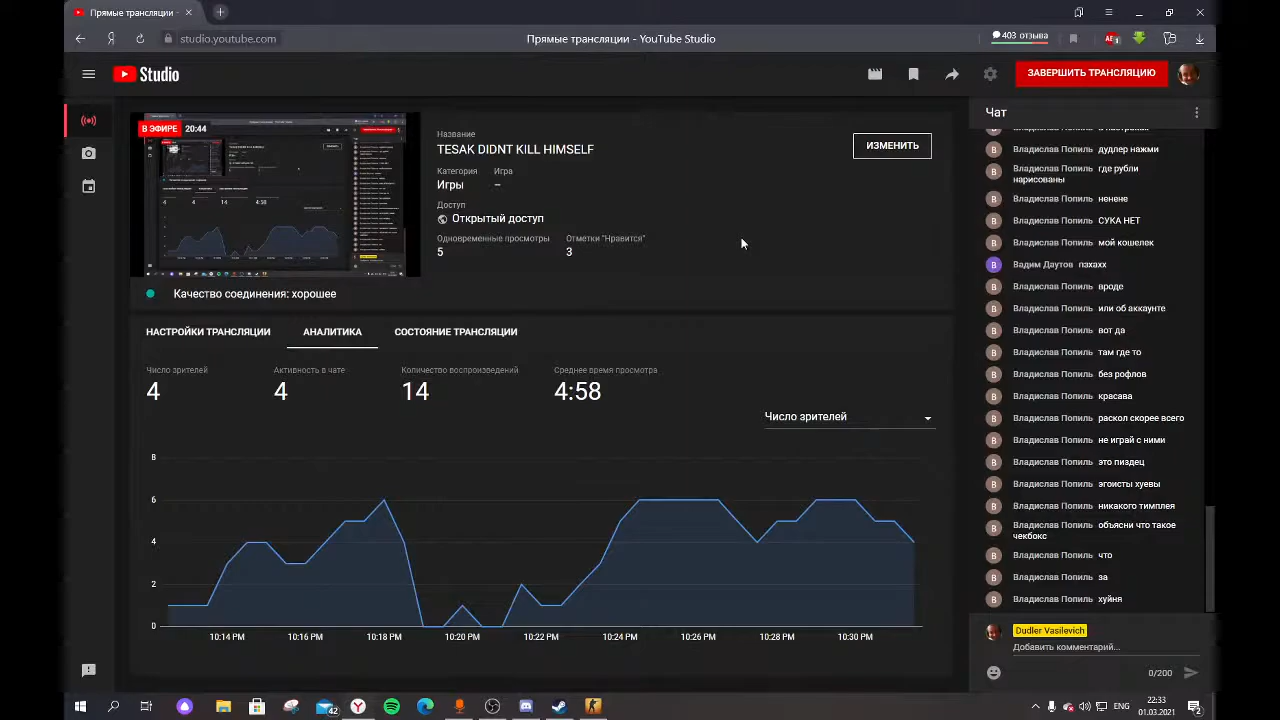 Прямые трансляции -
studio.youtube.com
Прямые трансляции - YouTube Studio
403 отзыва
Studio
ЗАВЕРШИТЬ ТРАНСЛЯЦИЮ
В ЭФИРЕ 20:44
Название
TESAK DIDNT KILL HIMSELF
ИЗМЕНИТЬ
Категория Игра
Игры –
Доступ
Открытый доступ
Одновременные просмотры Отметки "Нравится"
5 3
Качество соединения: хорошее
НАСТРОЙКИ ТРАНСЛЯЦИИ АНАЛИТИКА СОСТОЯНИЕ ТРАНСЛЯЦИИ
Число зрителей Активность в чате Количество воспроизведений Среднее время просмотра
4 4 14 4:58
Число зрителей
8
6
4
2
0
10:14 PM 10:16 PM 10:18 PM 10:20 PM 10:22 PM 10:24 PM 10:26 PM 10:28 PM 10:30 PM
Чат
Владислав Попиль дудлер нажми
Владислав Попиль где рубли
нарисованы
Владислав Попиль ненене
Владислав Попиль СУКА НЕТ
Владислав Попиль мой кошелек
Вадим Даутов пахахх
Владислав Попиль вроде
Владислав Попиль или об аккаунте
Владислав Попиль вот да
Владислав Попиль там где то
Владислав Попиль без рофлов
Владислав Попиль красава
Владислав Попиль раскол скорее всего
Владислав Попиль не играй с ними
Владислав Попиль это пиздец
Владислав Попиль эгоисты хуевы
Владислав Попиль никакого тимплея
Владислав Попиль объясни что такое
чекбокс
Владислав Попиль что
Владислав Попиль за
Владислав Попиль хуйня
Dudler Vasilevich
Добавить комментарий...
0/200
42
ENG
22:33
01.03.2021
2